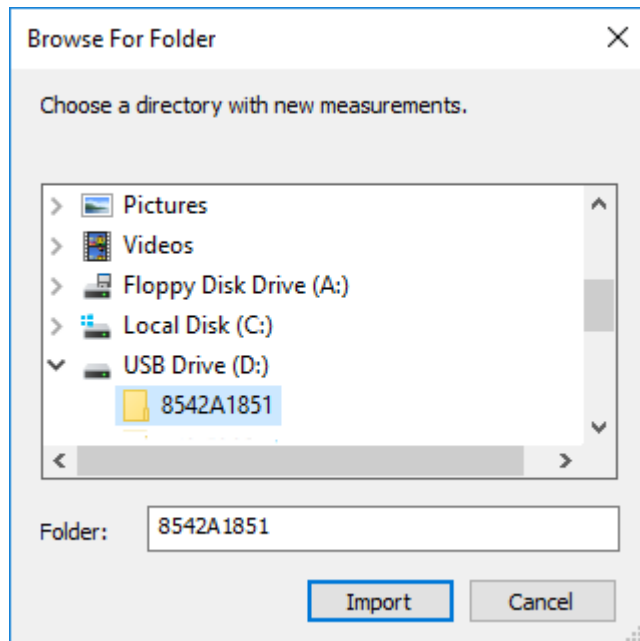 Browse For Folder
Choose a directory with new measurements.
Pictures
Videos
Floppy Disk Drive (A:)
Local Disk (C:)
USB Drive (D:)
8542A1851
Folder: 8542A1851
Import Cancel